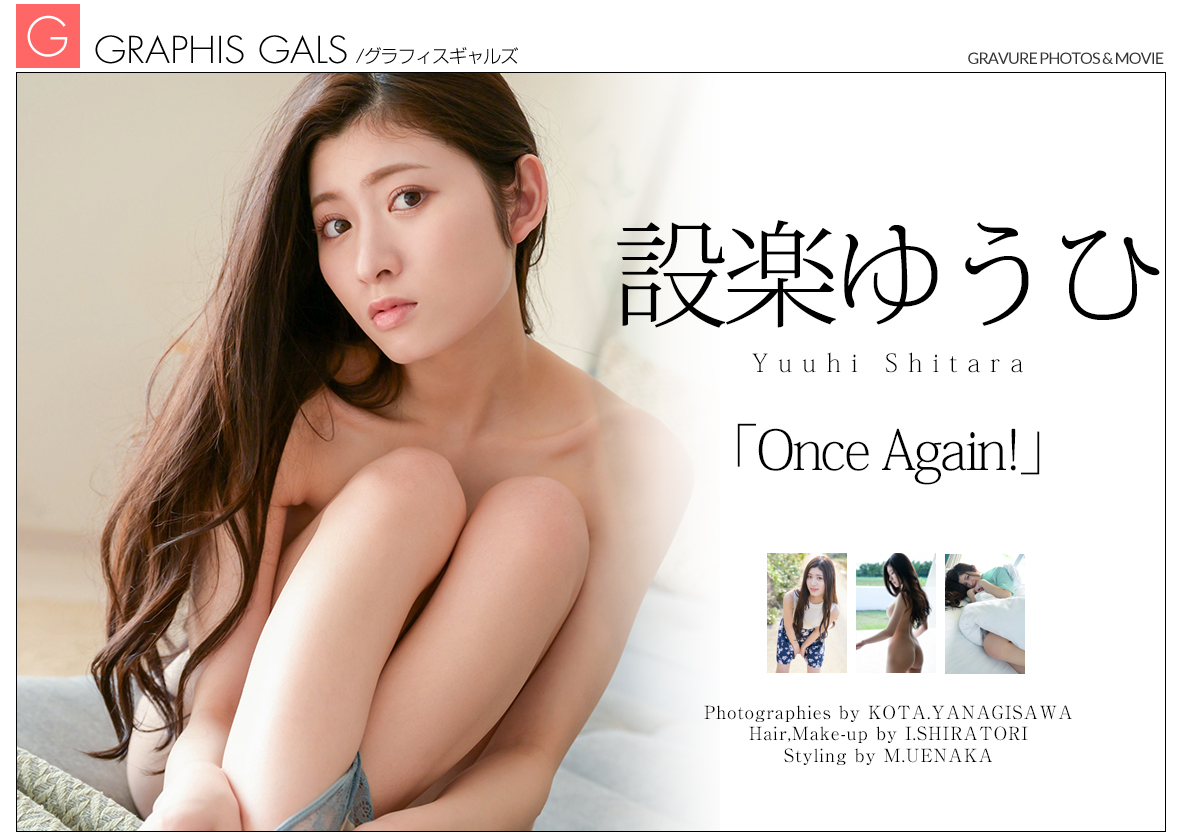 G
GRAPHIS GALS /グラフィスギャルズ
GRAVURE PHOTOS & MOVIE
設楽ゆうひ
Yuuhi Shitara
「Once Again!」
Photographies by KOTA.YANAGISAWA
Hair,Make-up by I.SHIRATORI
Styling by M.UENAKA